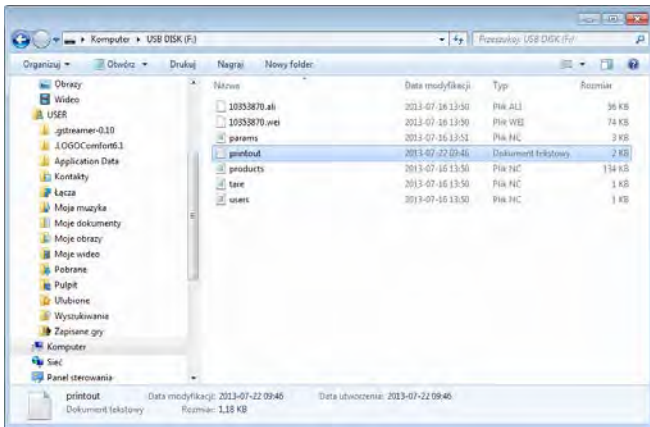 Komputer ▸ USB DISK (F:)
Przeszukaj: USB DISK (F:)
Organizuj
Otwórz
Drukuj
Nagraj
Nowy folder
Obrazy
Wideo
USER
.gstreamer-0.10
.LOGOComfort6.1
Application Data
Kontakty
Łącza
Moja muzyka
Moje dokumenty
Moje obrazy
Moje wideo
Pobrane
Pulpit
Ulubione
Wyszukiwania
Zapisane gry
Komputer
Sieć
Panel sterowania
Nazwa Data modyfikacji Typ Rozmiar
10353870.ali 2013-07-16 13:50 Plik ALI 36 KB
10353870.wei 2013-07-16 13:50 Plik WEI 74 KB
params 2013-07-16 13:51 Plik NC 3 KB
printout 2013-07-22 09:46 Dokument tekstowy 2 KB
products 2013-07-16 13:50 Plik NC 134 KB
tare 2013-07-16 13:50 Plik NC 1 KB
users 2013-07-16 13:50 Plik NC 1 KB
printout Data modyfikacji: 2013-07-22 09:46 Data utworzenia: 2013-07-22 09:46
Dokument tekstowy Rozmiar: 1,18 KB